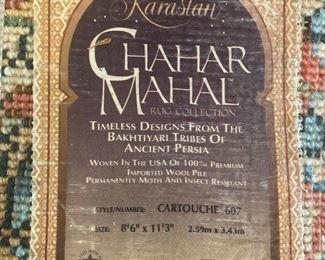 Karastan
CHAHAR
MAHAL™
RUG COLLECTION
TIMELESS DESIGNS FROM THE
BAKHTIYARI TRIBES OF
ANCIENT PERSIA
WOVEN IN THE USA OF 100% PREMIUM
IMPORTED WOOL PILE
PERMANENTLY MOTH AND INSECT RESISTANT
STYLE/NUMBER: CARTOUCHE 607
SIZE: 8'6" x 11'3" 2.59m x 3.43m